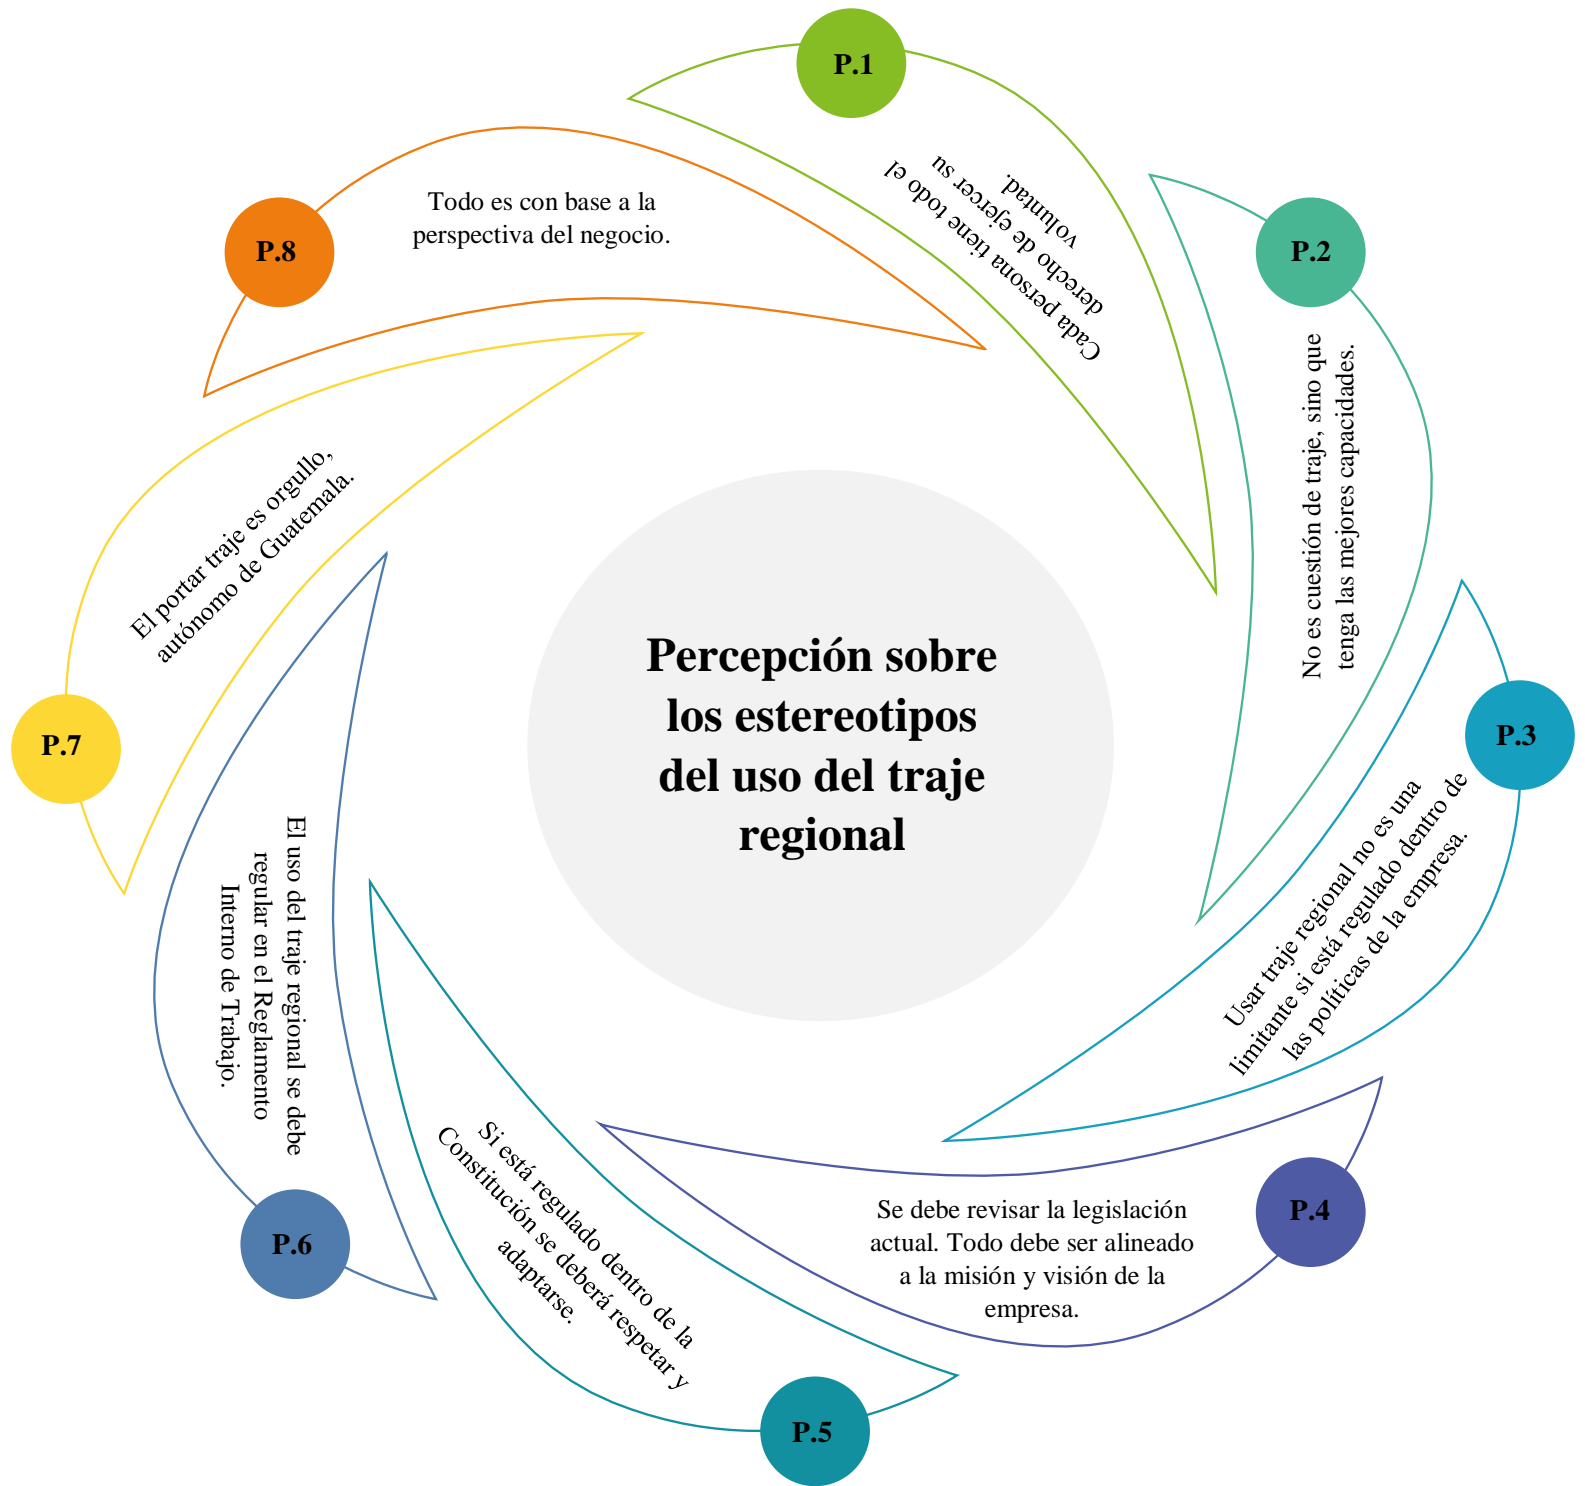 P.1
Cada persona tiene todo el
derecho de ejercer su
voluntad.
P.2
No es cuestión de traje, sino que
tenga las mejores capacidades.
P.3
Usar traje regional no es una
limitante si está regulado dentro de
las políticas de la empresa.
P.4
Se debe revisar la legislación
actual. Todo debe ser alineado
a la misión y visión de la
empresa.
P.5
Si está regulado dentro de la
Constitución se deberá respetar y
adaptarse.
P.6
El uso del traje regional se debe
regular en el Reglamento
Interno de Trabajo.
P.7
El portar traje es orgullo,
autónomo de Guatemala.
P.8
Todo es con base a la
perspectiva del negocio.
Percepción sobre
los estereotipos
del uso del traje
regional